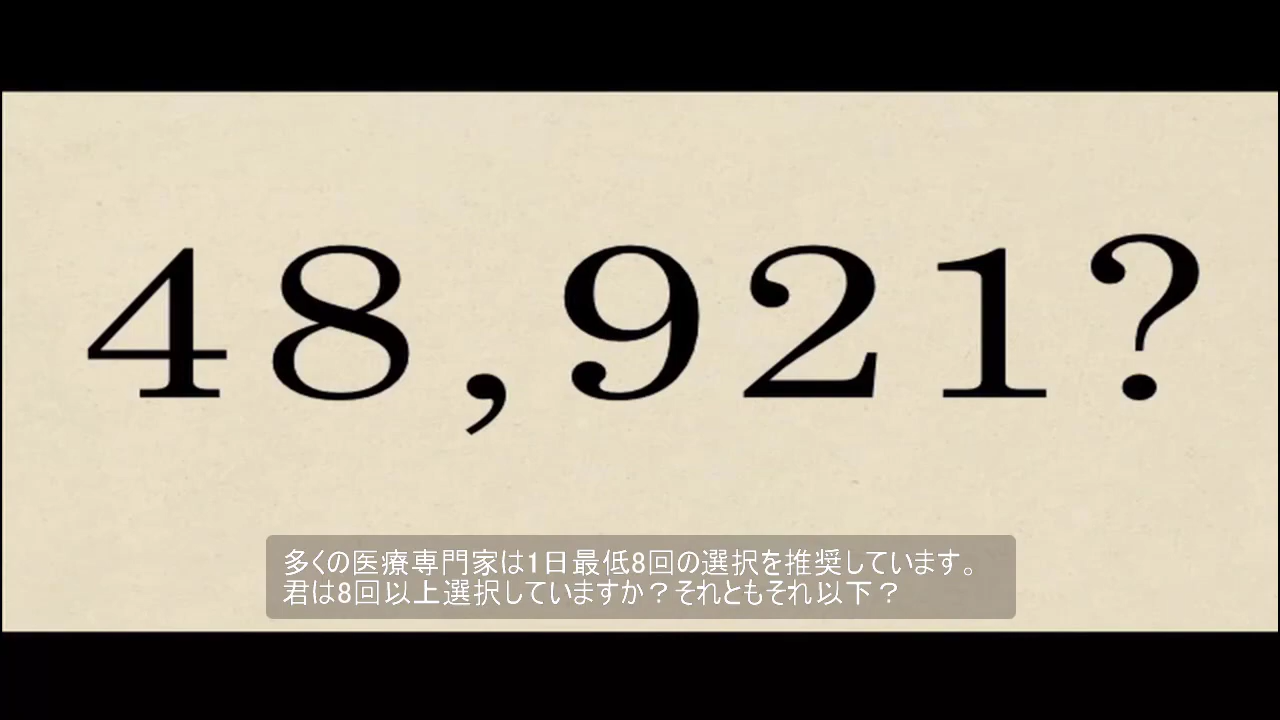 48,921?
多くの医療専門家は1日最低8回の選択を推奨しています。
君は8回以上選択していますか？それともそれ以下？